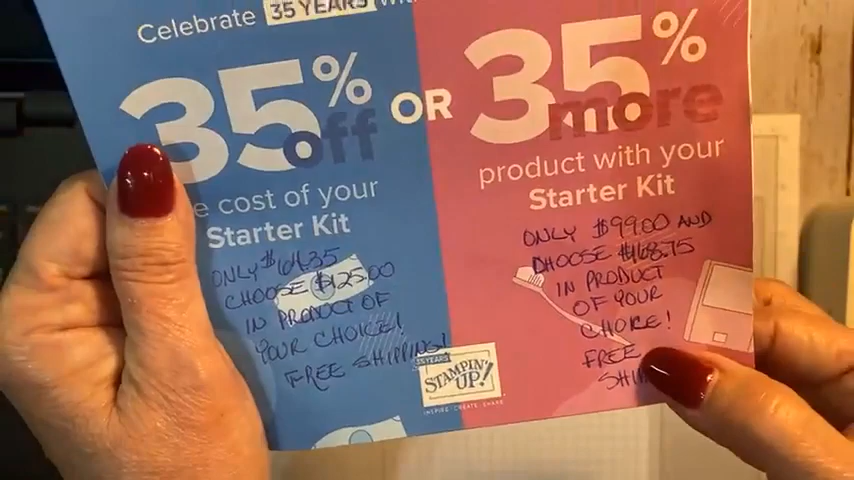 Celebrate 35 YEARS
35% off
the cost of your
Starter Kit
ONLY $64.35
CHOOSE $125.00
IN PRODUCT OF
YOUR CHOICE!
FREE SHIPPING!
OR
35% more
product with your
Starter Kit
ONLY $99.00 AND
CHOOSE $168.75
IN PRODUCT
OF YOUR
CHOICE!
FREE
35 YEARS
STAMPIN' UP!
INSPIRE. CREATE. SHARE.